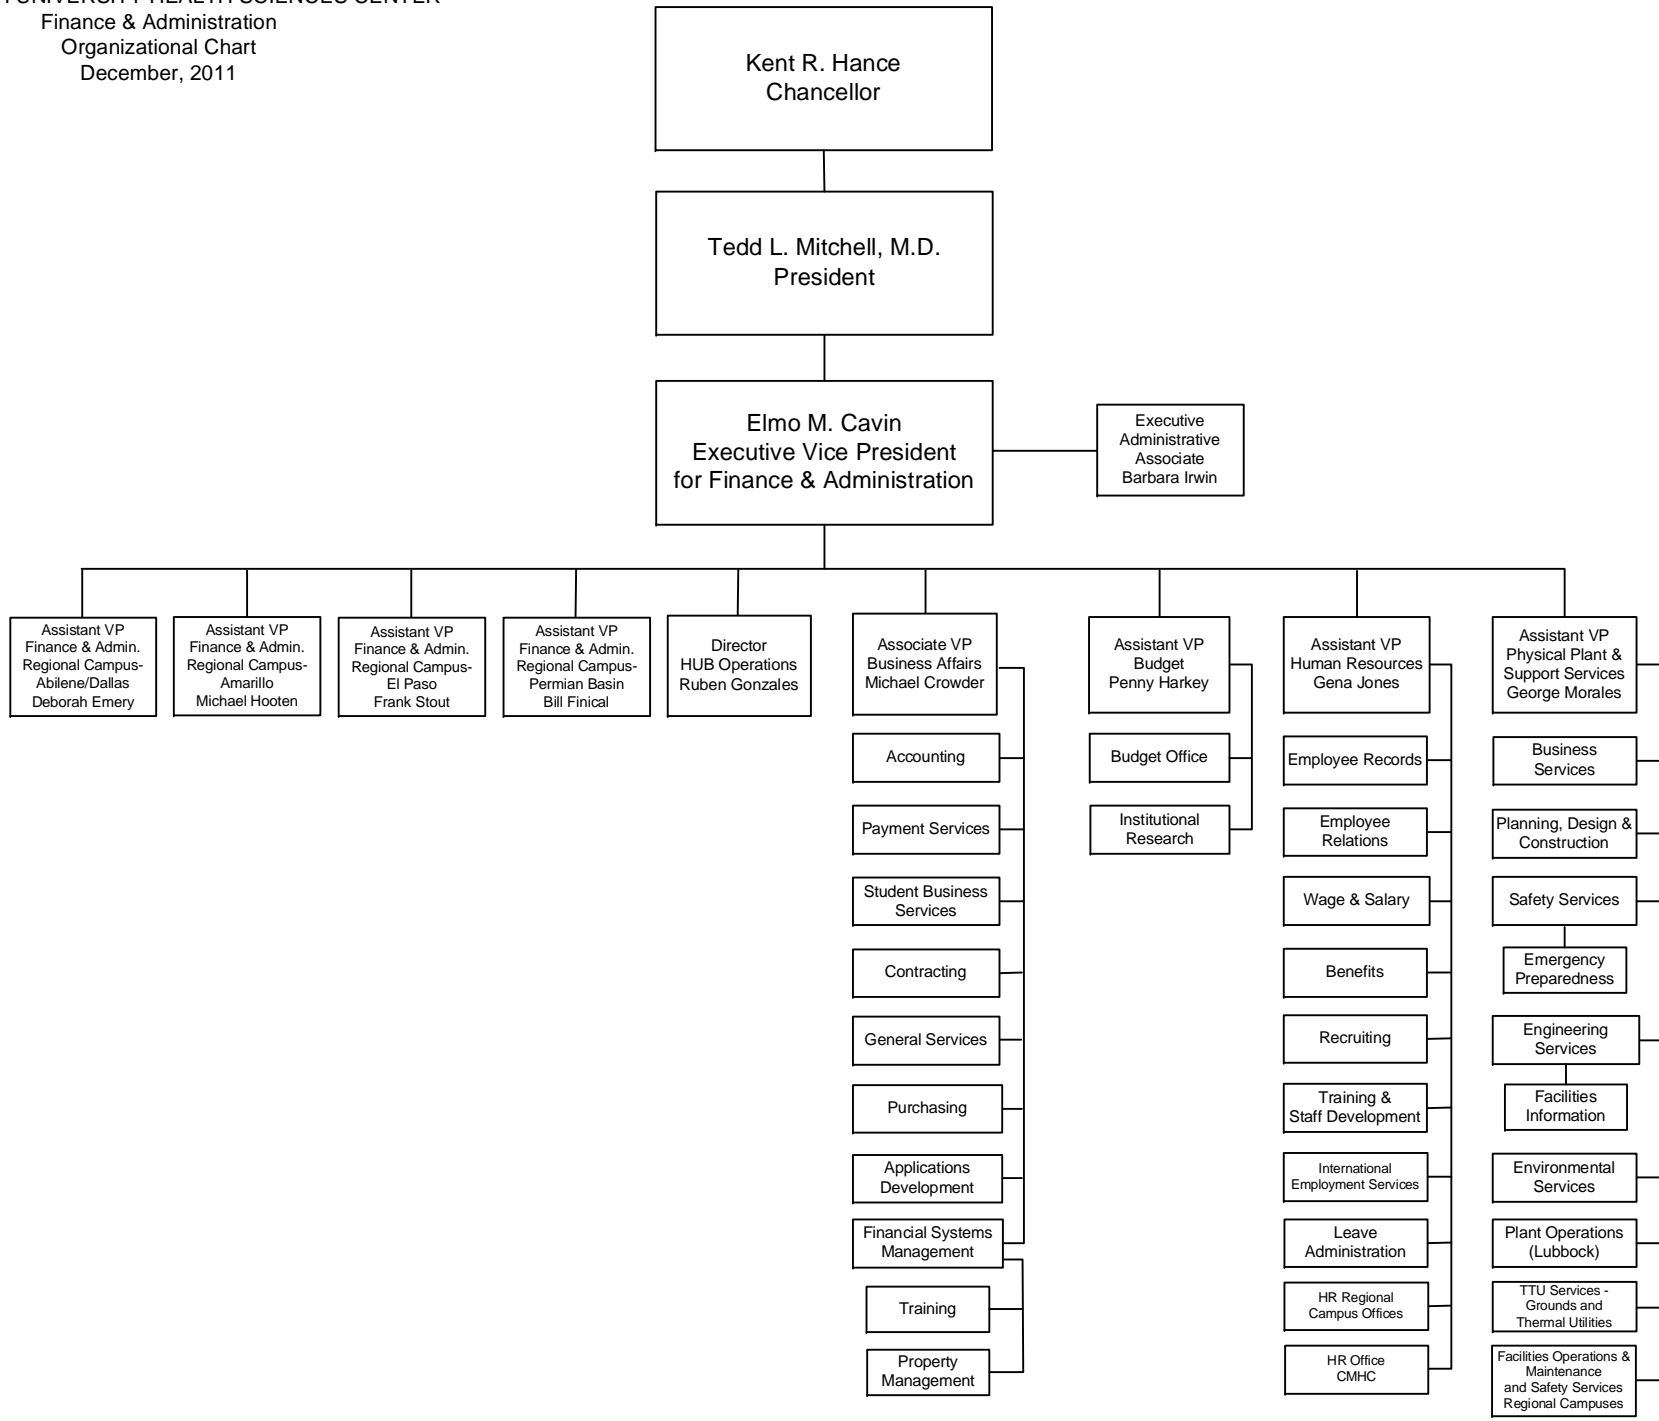 UNIVERSITY HEALTH SCIENCES CENTER
Finance & Administration
Organizational Chart
December, 2011
Kent R. Hance
Chancellor
Tedd L. Mitchell, M.D.
President
Elmo M. Cavin
Executive Vice President
for Finance & Administration
Executive
Administrative
Associate
Barbara Irwin
Assistant VP
Finance & Admin.
Regional Campus-
Abilene/Dallas
Deborah Emery
Assistant VP
Finance & Admin.
Regional Campus-
Amarillo
Michael Hooten
Assistant VP
Finance & Admin.
Regional Campus-
El Paso
Frank Stout
Assistant VP
Finance & Admin.
Regional Campus-
Permian Basin
Bill Finical
Director
HUB Operations
Ruben Gonzales
Associate VP
Business Affairs
Michael Crowder
Accounting
Payment Services
Student Business
Services
Contracting
General Services
Purchasing
Applications
Development
Financial Systems
Management
Training
Property
Management
Assistant VP
Budget
Penny Harkey
Budget Office
Institutional
Research
Assistant VP
Human Resources
Gena Jones
Employee Records
Employee
Relations
Wage & Salary
Benefits
Recruiting
Training &
Staff Development
International
Employment Services
Leave
Administration
HR Regional
Campus Offices
HR Office
CMHC
Assistant VP
Physical Plant &
Support Services
George Morales
Business
Services
Planning, Design &
Construction
Safety Services
Emergency
Preparedness
Engineering
Services
Facilities
Information
Environmental
Services
Plant Operations
(Lubbock)
TTU Services -
Grounds and
Thermal Utilities
Facilities Operations &
Maintenance
and Safety Services
Regional Campuses